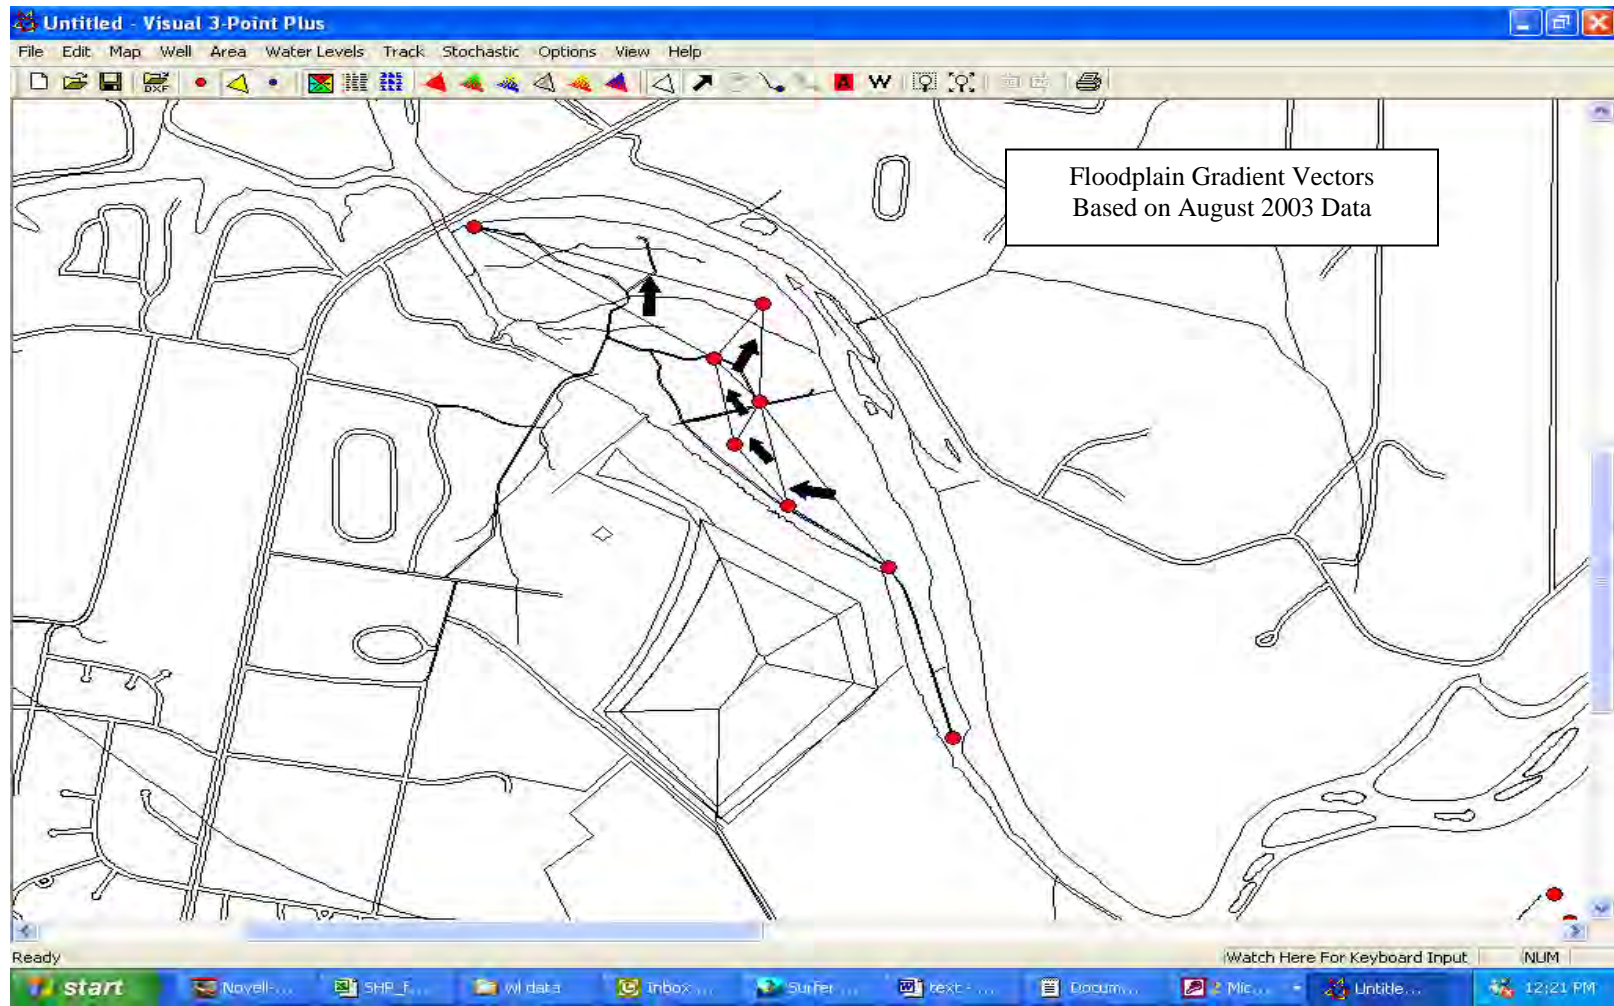 Untitled - Visual 3-Point Plus
File Edit Map Well Area Water Levels Track Stochastic Options View Help
DXF A W
Floodplain Gradient Vectors
Based on August 2003 Data
Ready Watch Here For Keyboard Input NUM
start Novell-... SHP_F... wl data Inbox ... Surfer ... text - ... Docum... 2 Mic... Untitle... 12:21 PM